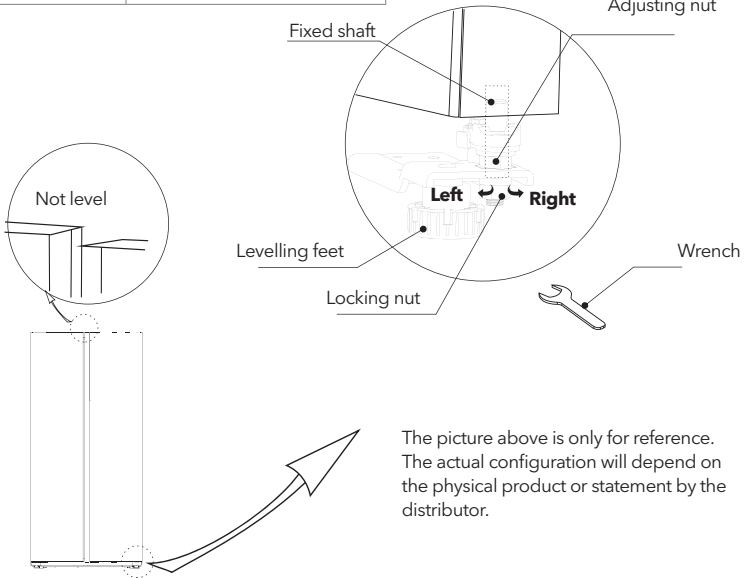 Adjusting nut
Fixed shaft
Not level
Left Right
Levelling feet
Wrench
Locking nut
The picture above is only for reference.
The actual configuration will depend on
the physical product or statement by the
distributor.